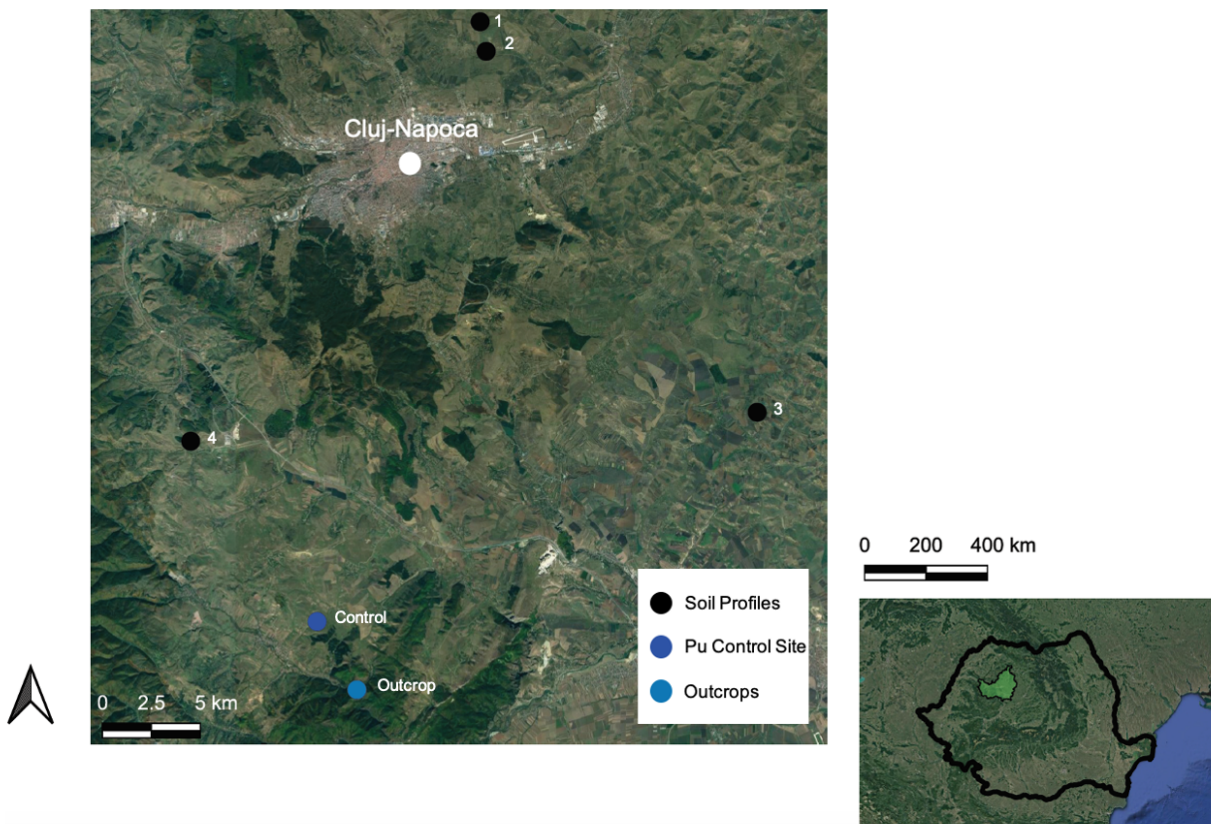 1
2
Cluj-Napoca
3
4
Control
Outcrop
0 2.5 5 km
Soil Profiles
Pu Control Site
Outcrops
0 200 400 km